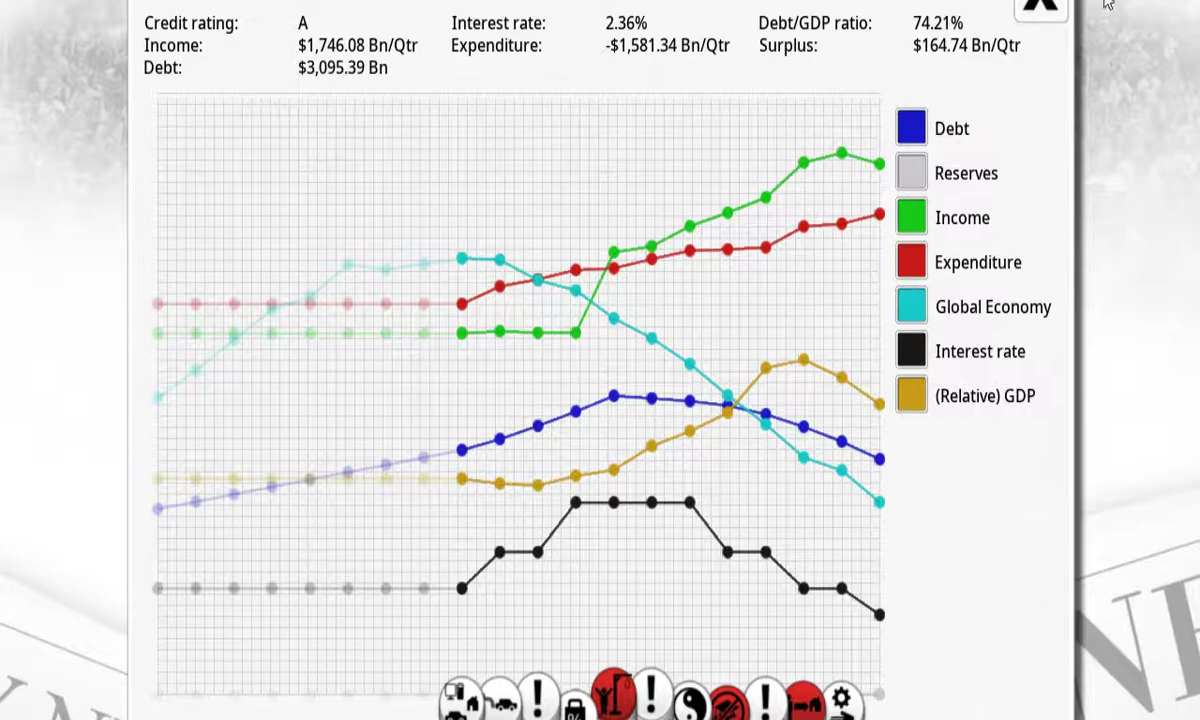 Credit rating: A Interest rate: 2.36% Debt/GDP ratio: 74.21%
Income: $1,746.08 Bn/Qtr Expenditure: -$1,581.34 Bn/Qtr Surplus: $164.74 Bn/Qtr
Debt: $3,095.39 Bn
Debt
Reserves
Income
Expenditure
Global Economy
Interest rate
(Relative) GDP